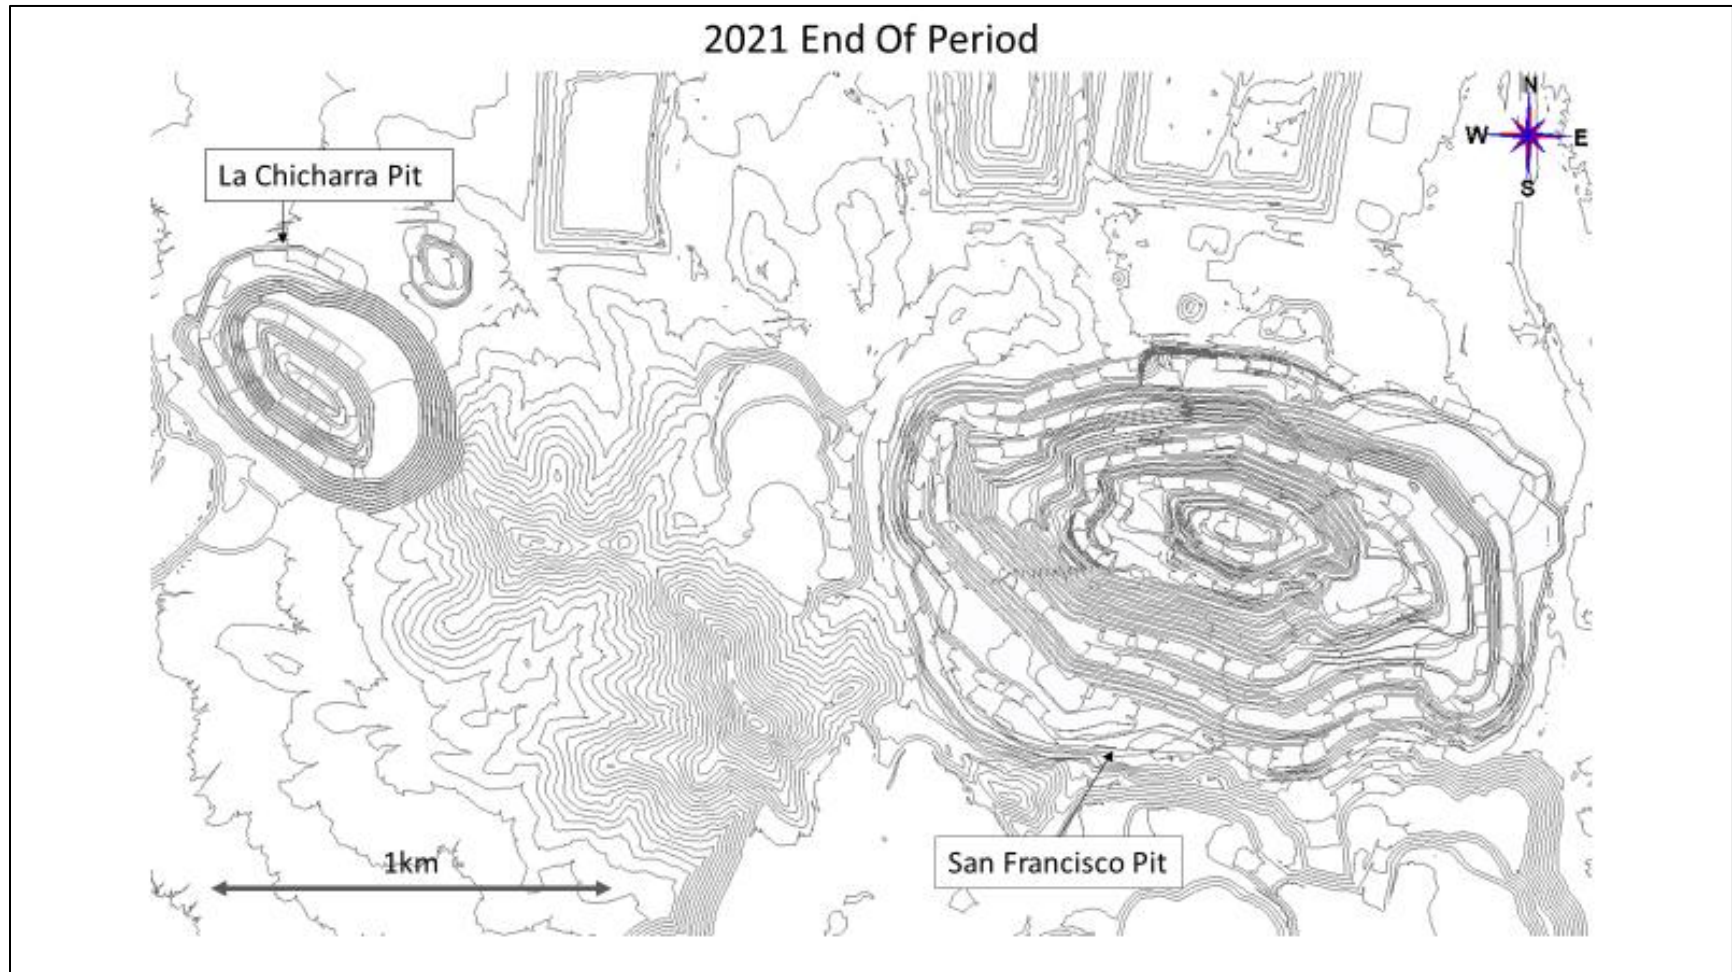 2021 End Of Period
N
W E
S
La Chicharra Pit
1km
San Francisco Pit